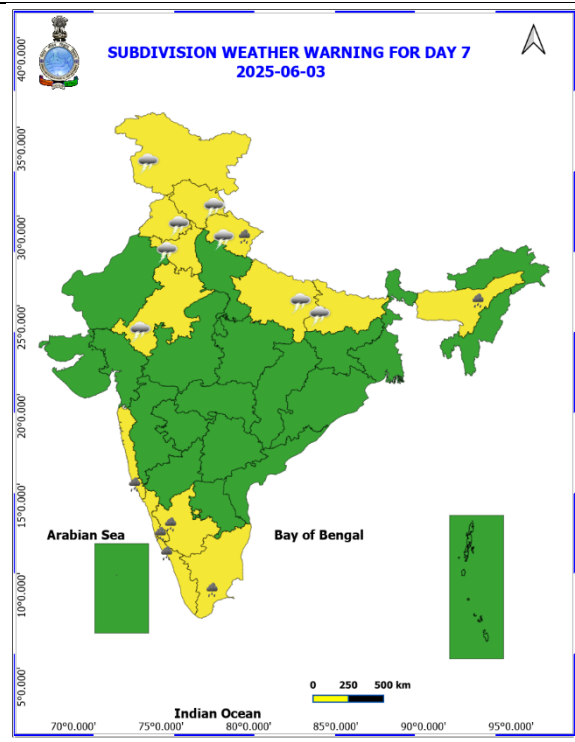 SUBDIVISION WEATHER WARNING FOR DAY 7
2025-06-03
40°0.000'
35°0.000'
30°0.000'
25°0.000'
20°0.000'
15°0.000'
10°0.000'
5°0.000'
Arabian Sea
Bay of Bengal
0 250 500 km
Indian Ocean
70°0.000' 75°0.000' 80°0.000' 85°0.000' 90°0.000' 95°0.000'